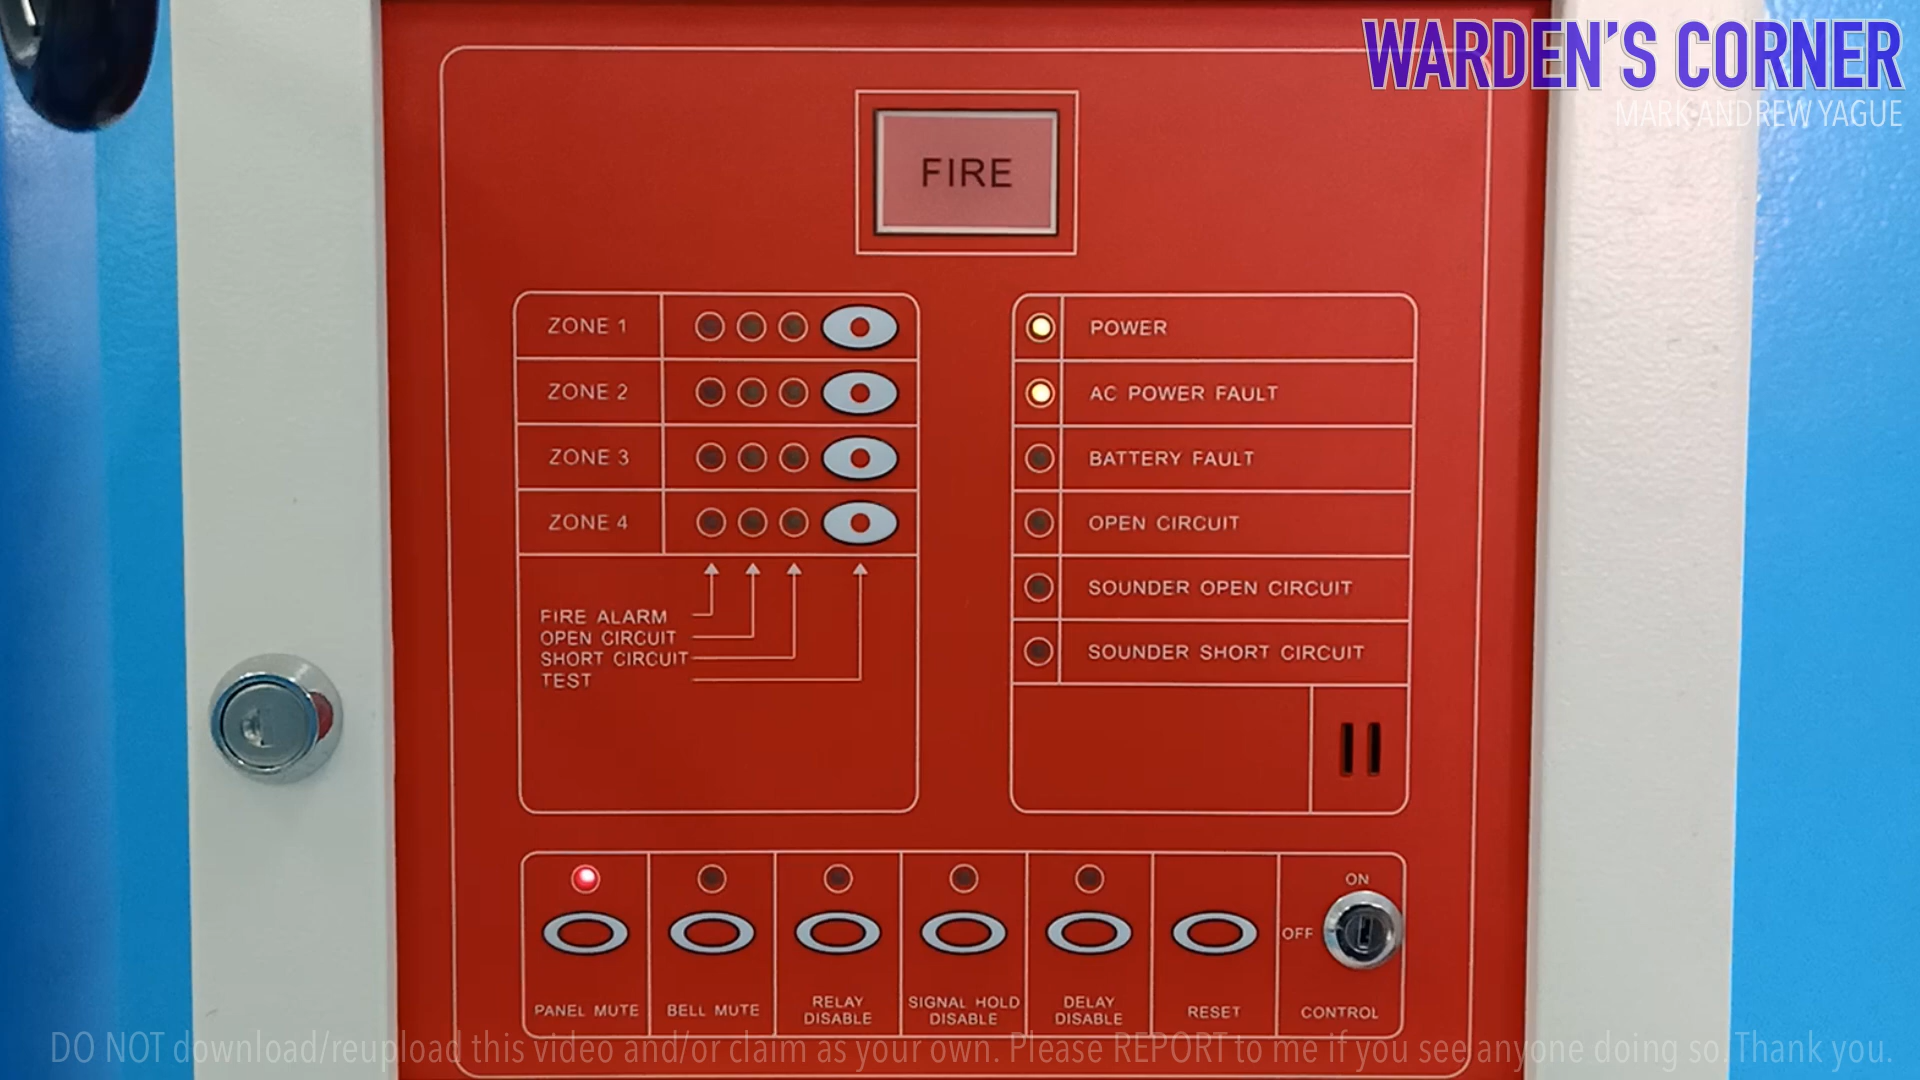 WARDEN'S CORNER
MARK ANDREW YAGUE
FIRE
ZONE 1
ZONE 2
ZONE 3
ZONE 4
FIRE ALARM
OPEN CIRCUIT
SHORT CIRCUIT
TEST
POWER
AC POWER FAULT
BATTERY FAULT
OPEN CIRCUIT
SOUNDER OPEN CIRCUIT
SOUNDER SHORT CIRCUIT
PANEL MUTE
BELL MUTE
RELAY
DISABLE
SIGNAL HOLD
DISABLE
DELAY
DISABLE
RESET
ON
OFF
CONTROL
DO NOT download/reupload this video and/or claim as your own. Please REPORT to me if you see anyone doing so. Thank you.